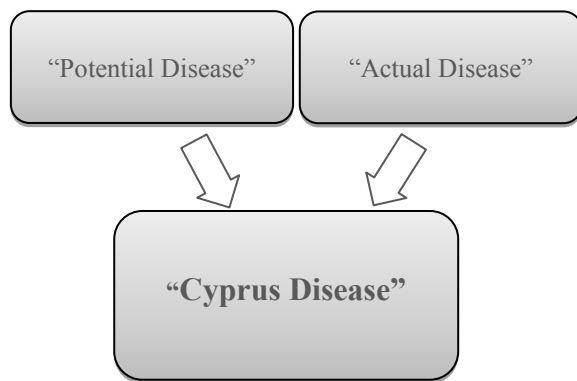 “Potential Disease”
“Actual Disease”
“Cyprus Disease”